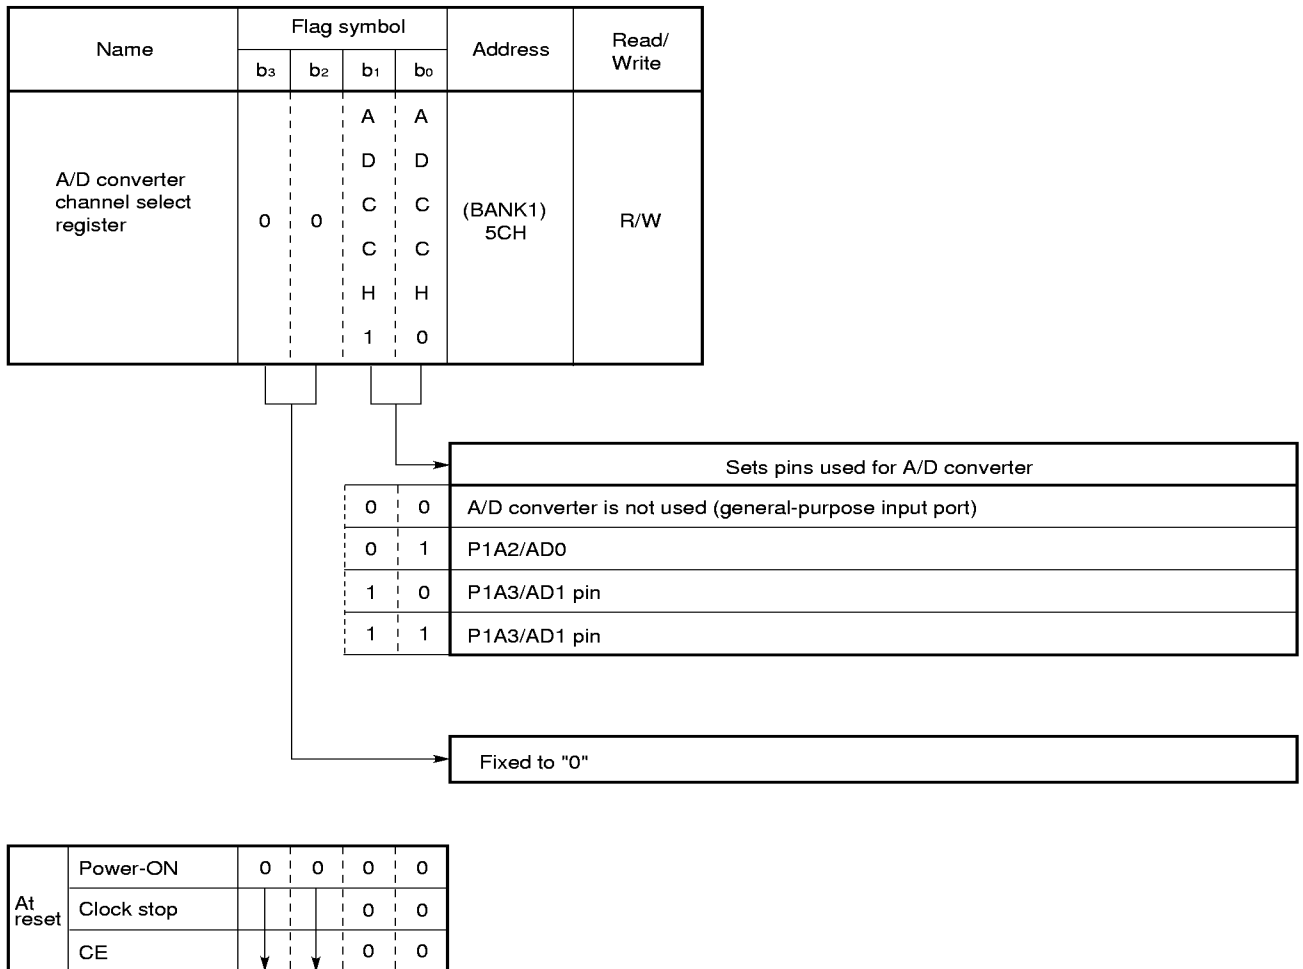 Name
Flag symbol
Address
Read/
Write
b3 b2 b1 b0
A/D converter
channel select
register
0 0
A
D
C
C
H
1
A
D
C
C
H
0
(BANK1)
5CH
R/W
Sets pins used for A/D converter
0 0 A/D converter is not used (general-purpose input port)
0 1 P1A2/AD0
1 0 P1A3/AD1 pin
1 1 P1A3/AD1 pin
Fixed to "0"
At
reset
Power-ON 0 0 0 0
Clock stop 0 0
CE 0 0